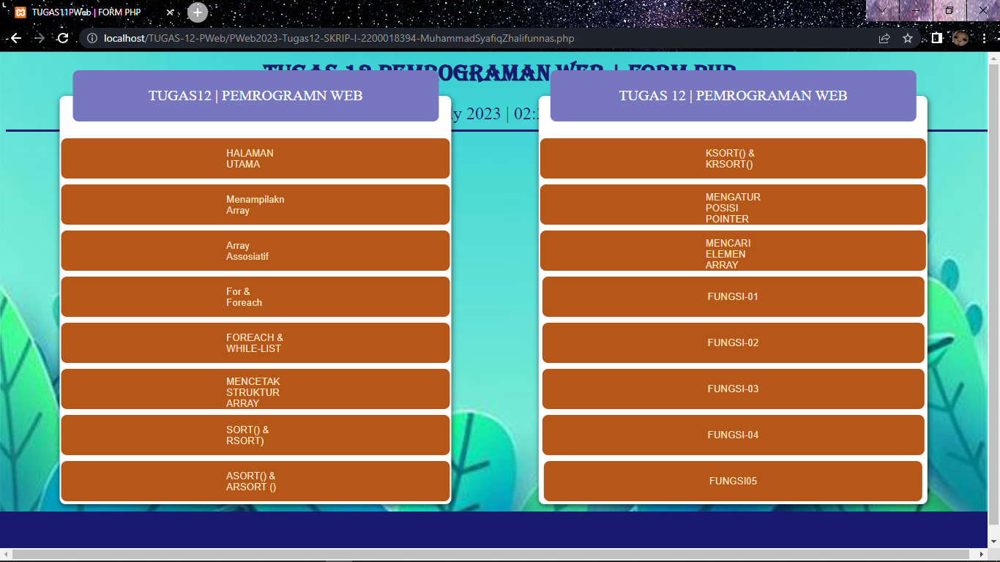 TUGAS11PWeb | FORM PHP
localhost/TUGAS-12-PWeb/PWeb2023-Tugas12-SKRIP-I-2200018394-MuhammadSyafiqZhalifunnas.php
TUGAS 12 PEMROGRAMAN WEB | FORM PHP
2023 | 02:
TUGAS12 | PEMROGRAMN WEB
HALAMAN
UTAMA
Menampilakn
Array
Array
Assosiatif
For &
Foreach
FOREACH &
WHILE-LIST
MENCETAK
STRUKTUR
ARRAY
SORT() &
RSORT)
ASORT() &
ARSORT ()
TUGAS 12 | PEMROGRAMAN WEB
KSORT() &
KRSORT()
MENGATUR
POSISI
POINTER
MENCARI
ELEMEN
ARRAY
FUNGSI-01
FUNGSI-02
FUNGSI-03
FUNGSI-04
FUNGSI05